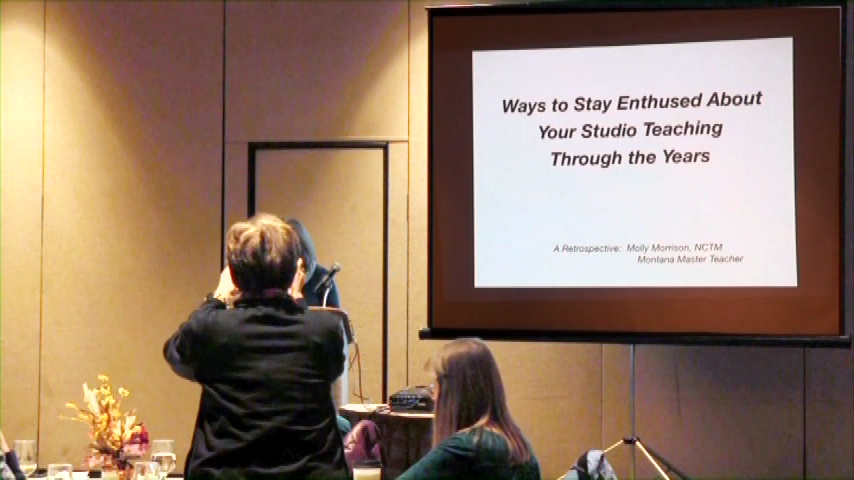 Ways to Stay Enthused About
Your Studio Teaching
Through the Years
A Retrospective: Molly Morrison, NCTM
Montana Master Teacher